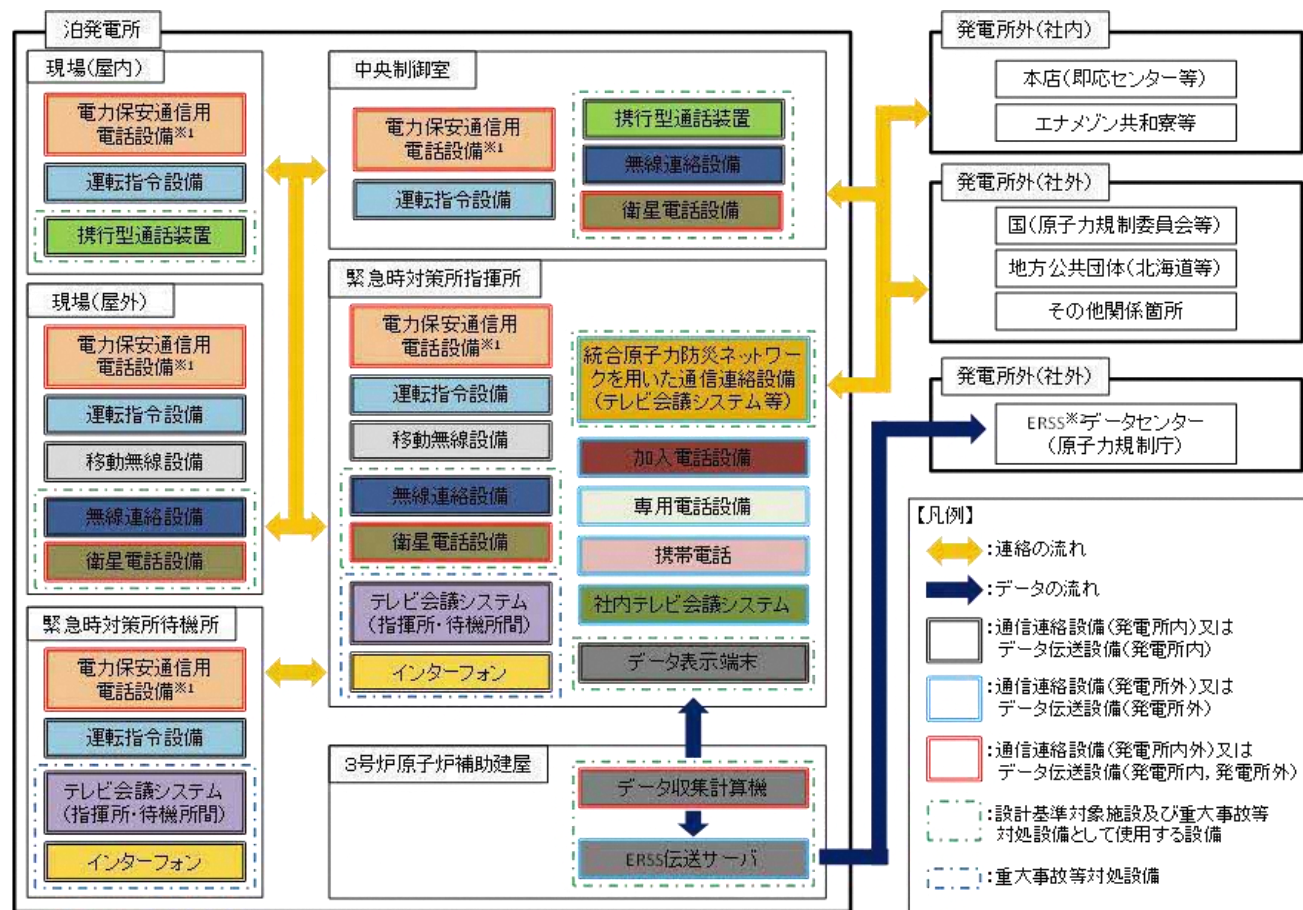 泊発電所
現場(屋内)
電力保安通信用
電話設備※1
運転指令設備
携行型通話装置
現場(屋外)
電力保安通信用
電話設備※1
運転指令設備
移動無線設備
無線連絡設備
衛星電話設備
緊急時対策所待機所
電力保安通信用
電話設備※1
運転指令設備
テレビ会議システム
(指揮所・待機所間)
インターフォン
中央制御室
電力保安通信用
電話設備※1
運転指令設備
携行型通話装置
無線連絡設備
衛星電話設備
緊急時対策所指揮所
電力保安通信用
電話設備※1
運転指令設備
移動無線設備
無線連絡設備
衛星電話設備
テレビ会議システム
(指揮所・待機所間)
インターフォン
統合原子力防災ネットワー
クを用いた通信連絡設備
(テレビ会議システム等)
加入電話設備
専用電話設備
携帯電話
社内テレビ会議システム
データ表示端末
3号炉原子炉補助建屋
データ収集計算機
ERSS伝送サーバ
発電所外(社内)
本店(即応センター等)
エナメゾン共和寮等
発電所外(社外)
国(原子力規制委員会等)
地方公共団体(北海道等)
その他関係箇所
発電所外(社外)
ERSS※データセンター
(原子力規制庁)
【凡例】
:連絡の流れ
:データの流れ
:通信連絡設備(発電所内)又は
データ伝送設備(発電所内)
:通信連絡設備(発電所外)又は
データ伝送設備(発電所外)
:通信連絡設備(発電所内外)又は
データ伝送設備(発電所内,発電所外)
:設計基準対象施設及び重大事故等
対処設備として使用する設備
:重大事故等対処設備